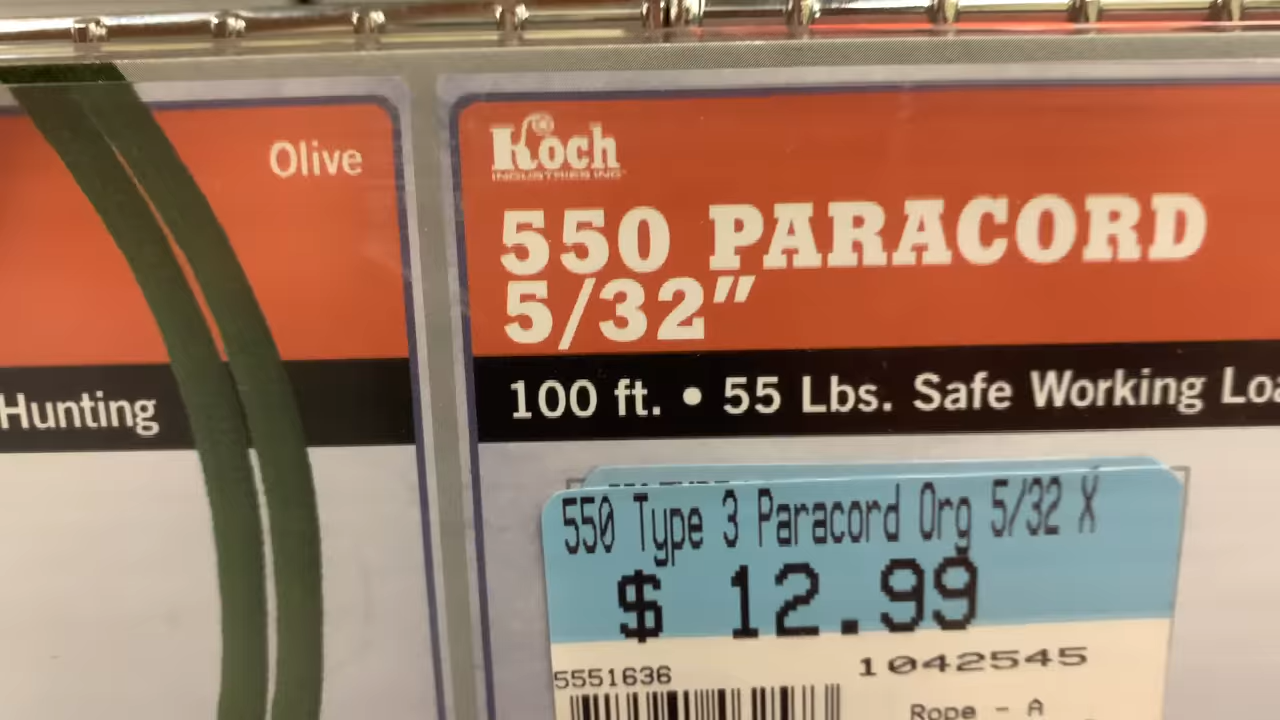 Olive
Hunting
Koch
INDUSTRIES INC
550 PARACORD
5/32"
100 ft. • 55 Lbs. Safe Working Loa
550 Type 3 Paracord Org 5/32 X
$ 12.99
5551636
1042545
Rope - A